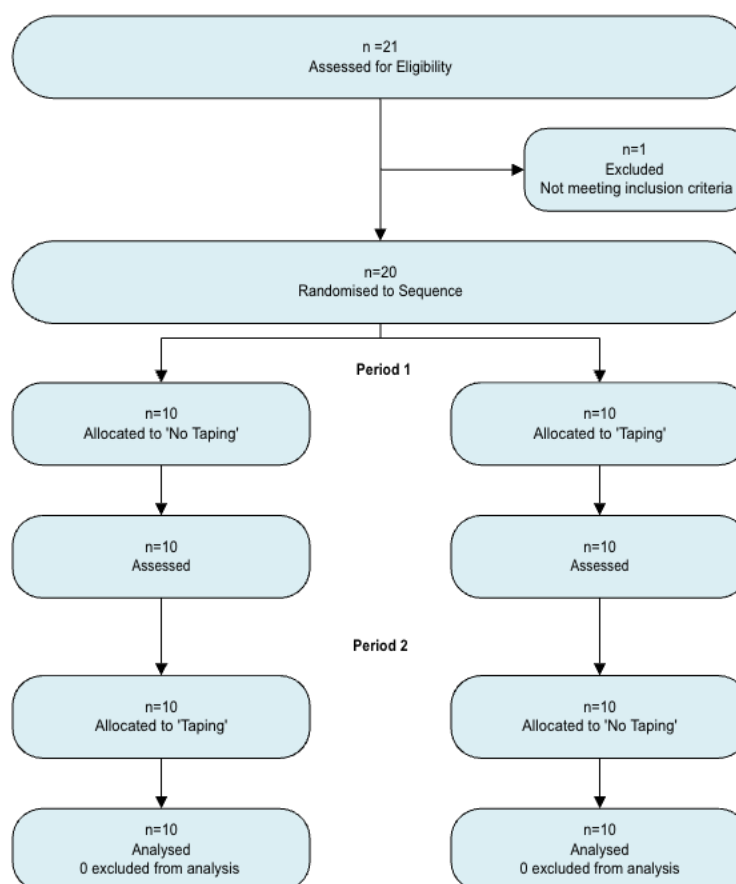 n =21
Assessed for Eligibility
n=1
Excluded
Not meeting inclusion criteria
n=20
Randomised to Sequence
Period 1
n=10
Allocated to 'No Taping'
n=10
Allocated to 'Taping'
n=10
Assessed
n=10
Assessed
Period 2
n=10
Allocated to 'Taping'
n=10
Allocated to 'No Taping'
n=10
Analysed
0 excluded from analysis
n=10
Analysed
0 excluded from analysis